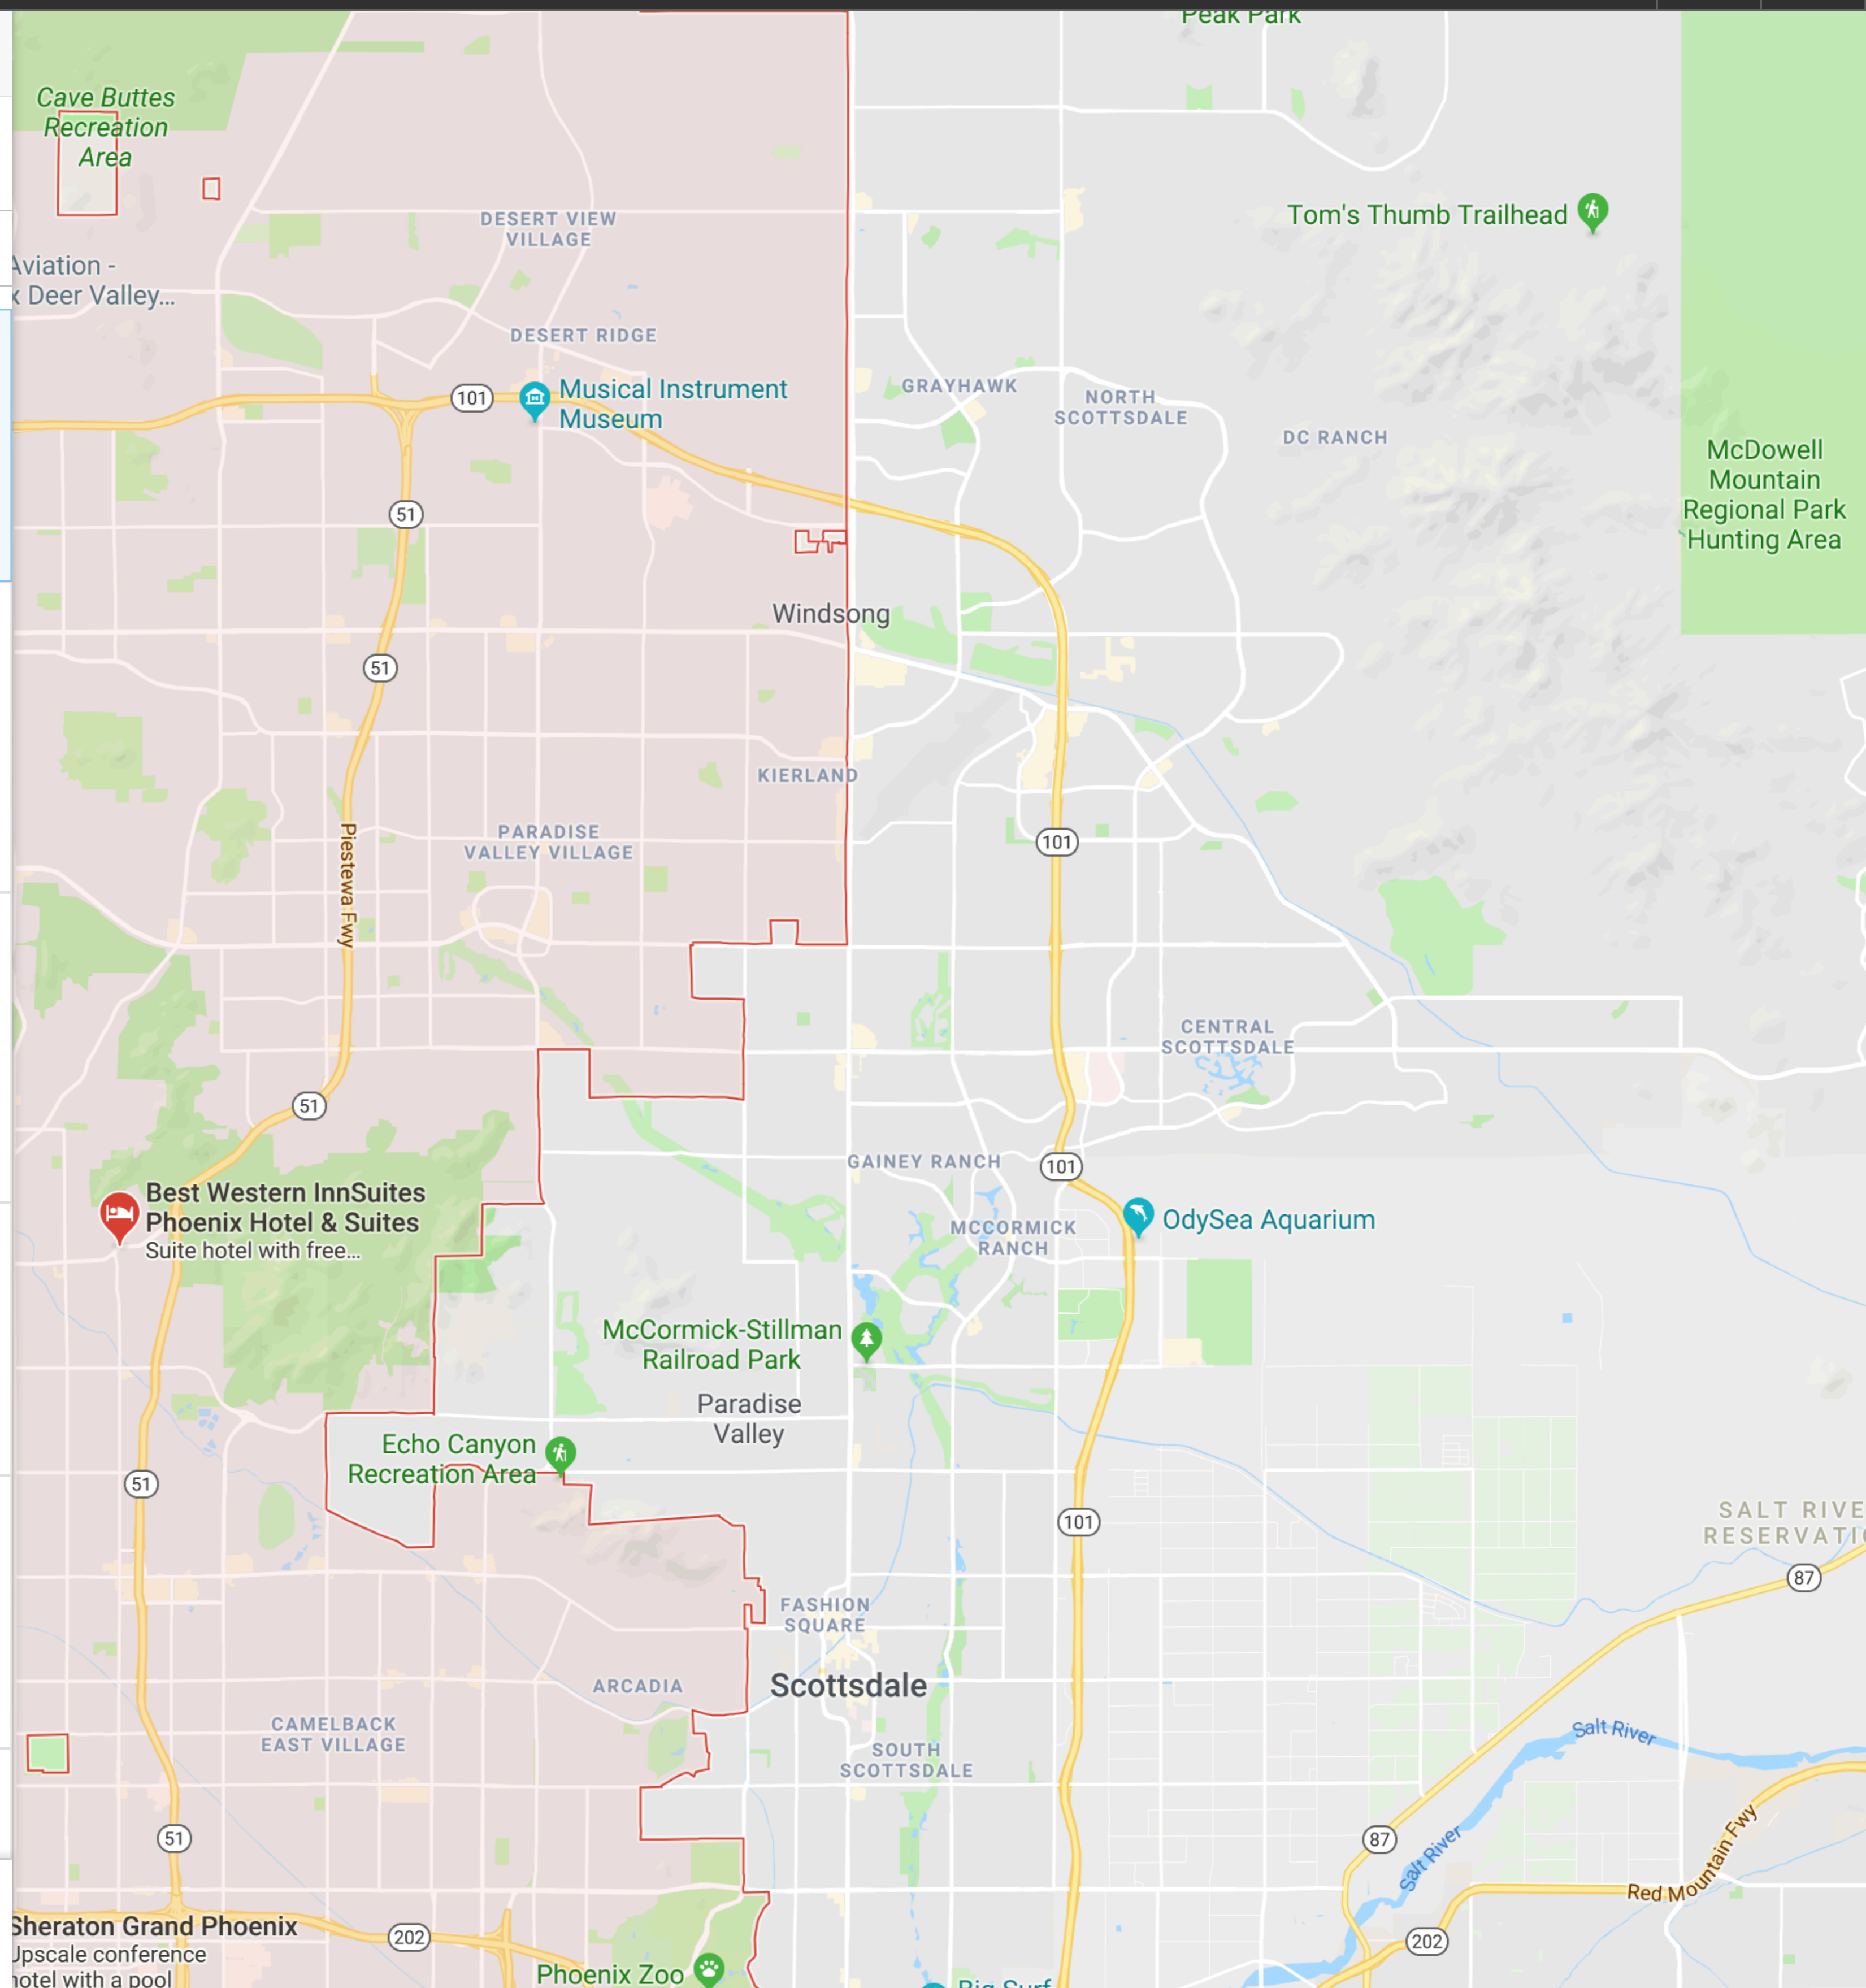 Peak Park
Cave Buttes
Recreation
Area
Tom's Thumb Trailhead
DESERT VIEW
VILLAGE
Aviation -
x Deer Valley...
DESERT RIDGE
101
Musical Instrument
Museum
GRAYHAWK
NORTH
SCOTTSDALE
DC RANCH
McDowell
Mountain
Regional Park
Hunting Area
51
Windsong
51
KIERLAND
PARADISE
VALLEY VILLAGE
101
Piestewa Fwy
CENTRAL
SCOTTSDALE
51
GAINEY RANCH
101
Best Western InnSuites
Phoenix Hotel & Suites
Suite hotel with free...
MCCORMICK
RANCH
OdySea Aquarium
McCormick-Stillman
Railroad Park
Paradise
Valley
Echo Canyon
Recreation Area
51
101
SALT RIVE
RESERVATIO
87
FASHION
SQUARE
Scottsdale
ARCADIA
CAMELBACK
EAST VILLAGE
SOUTH
SCOTTSDALE
Salt River
51
87
Salt River
Red Mountain Fwy
Sheraton Grand Phoenix
Upscale conference
hotel with a pool
202
202
Phoenix Zoo
Big Surf